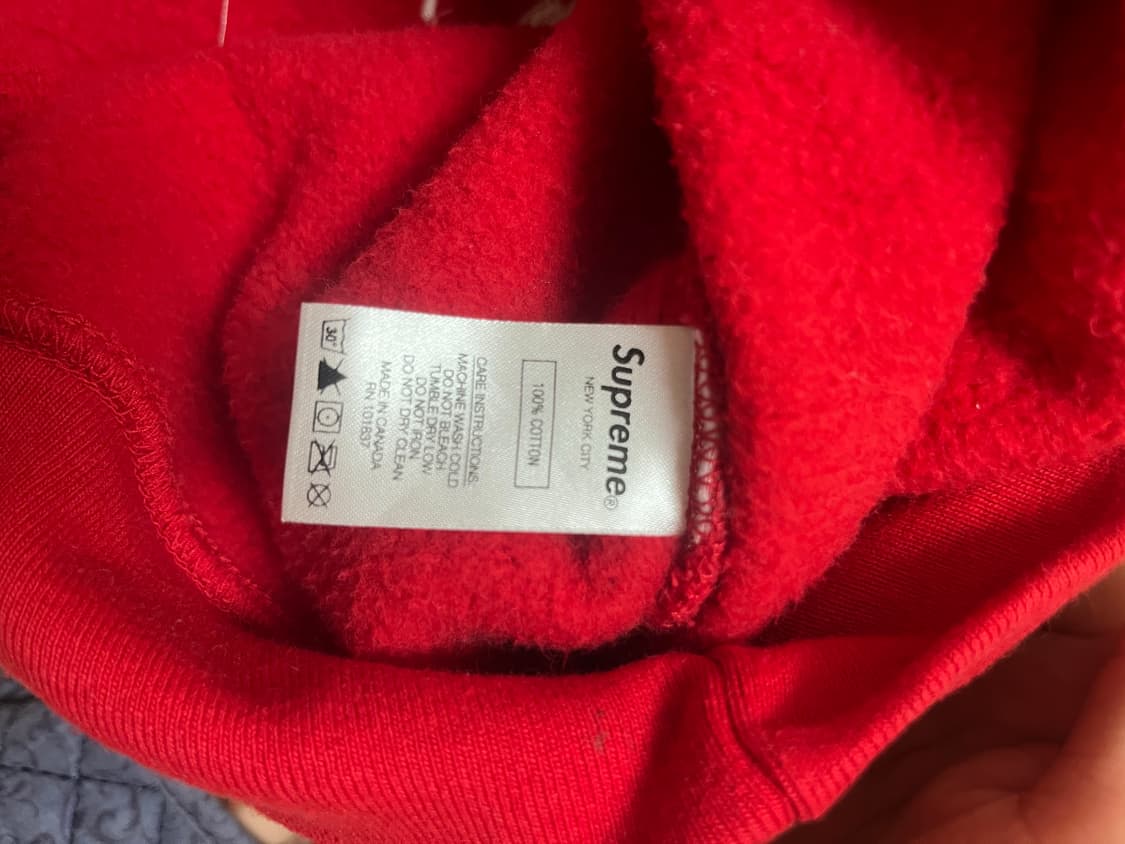 Supreme®
NEW YORK CITY
100% COTTON
CARE INSTRUCTIONS
MACHINE WASH COLD
DO NOT BLEACH
TUMBLE DRY LOW
DO NOT IRON
DO NOT DRY CLEAN
MADE IN CANADA
RN 101837
30°